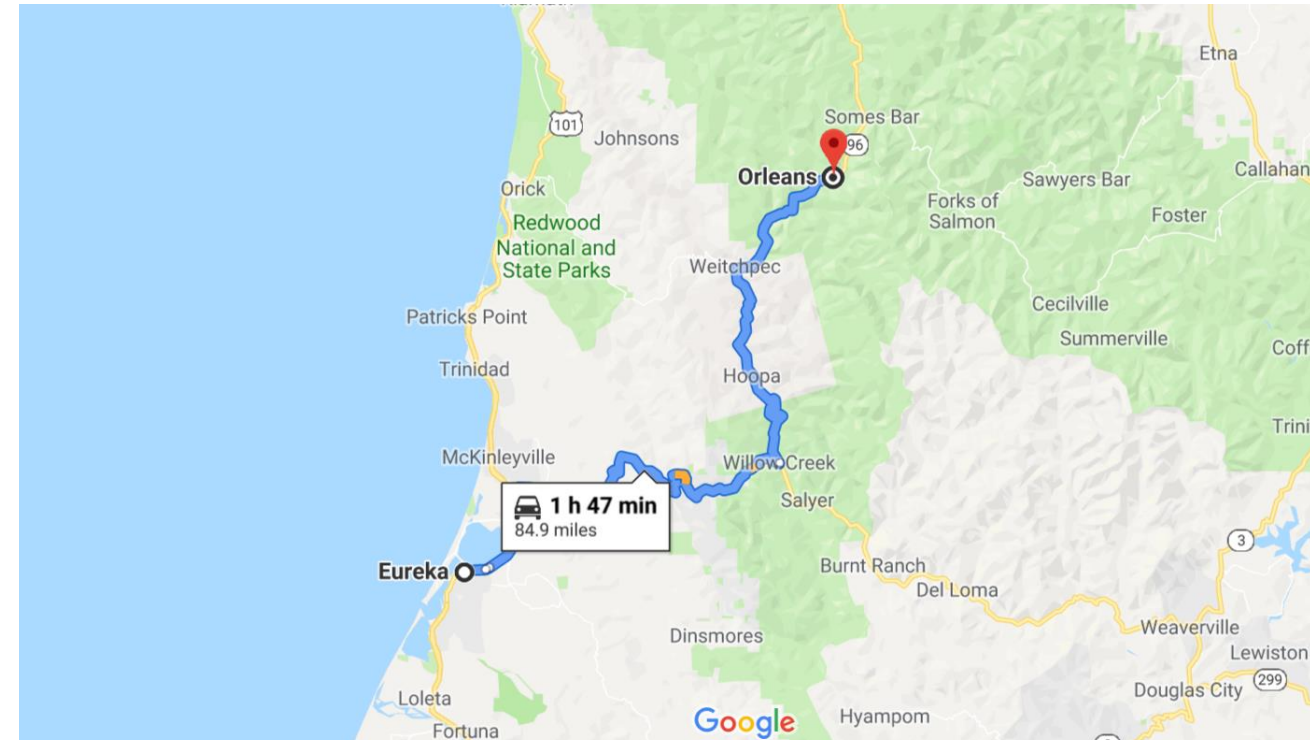 Etna
Somes Bar
101
96
Johnsons
Orleans
Callahan
Sawyers Bar
Orick
Forks of
Salmon
Foster
Redwood
National and
State Parks
Weitchpec
Cecilville
Patricks Point
Summerville
Coff
Trinidad
Hoopa
Trini
McKinleyville
Willow Creek
Salyer
1 h 47 min
84.9 miles
3
Eureka
Burnt Ranch
Del Loma
Weaverville
Dinsmores
Lewiston
299
Douglas City
Loleta
Google
Hyampom
Fortuna